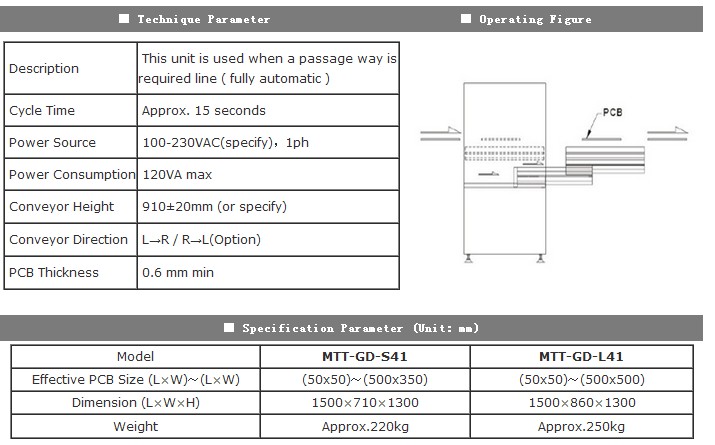 ■ Technique Parameter
■ Operating Figure
Description
This unit is used when a passage way is
required line ( fully automatic )
Cycle Time
Approx. 15 seconds
Power Source
100-230VAC(specify)，1ph
Power Consumption
120VA max
Conveyor Height
910±20mm (or specify)
Conveyor Direction
L→R / R→L(Option)
PCB Thickness
0.6 mm min
PCB
■ Specification Parameter (Unit：mm)
Model MTT-GD-S41 MTT-GD-L41
Effective PCB Size (L×W)～(L×W) (50x50)～(500x350) (50x50)～(500x500)
Dimension (L×W×H) 1500×710×1300 1500×860×1300
Weight Approx.220kg Approx.250kg